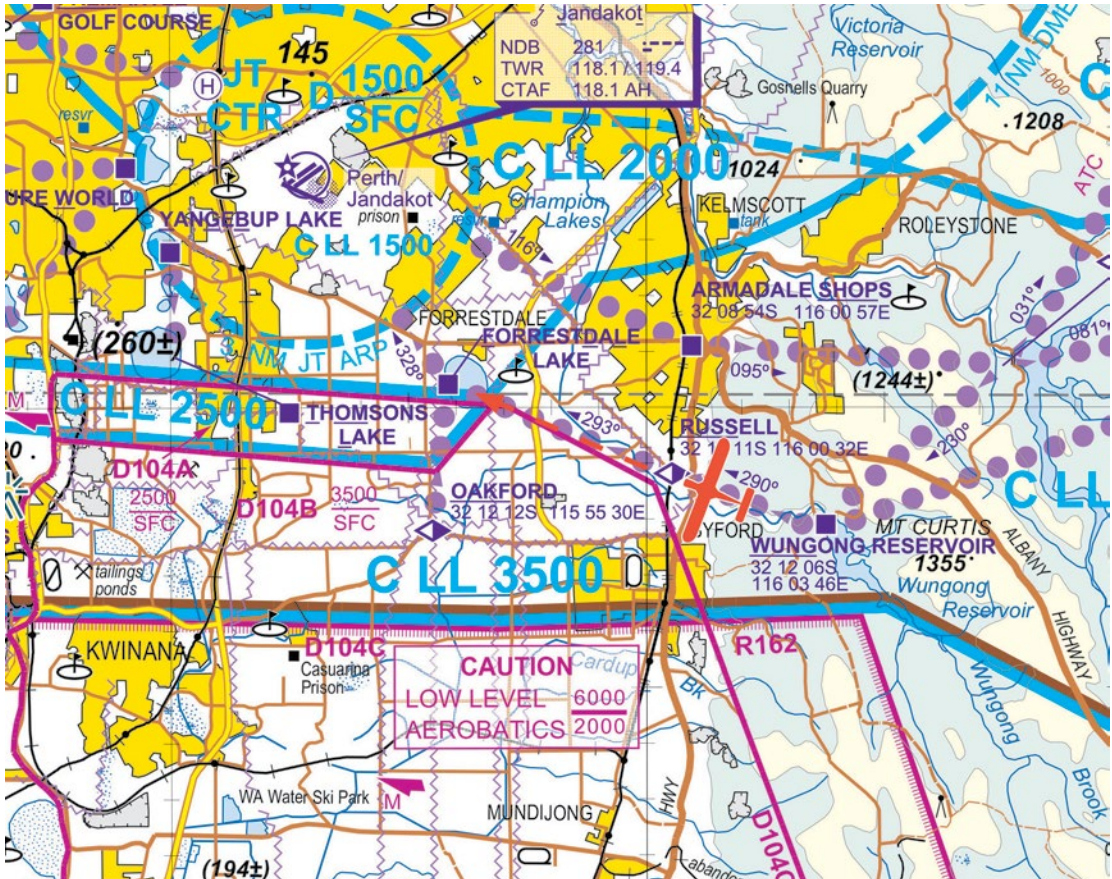 GOLF COURSE
145
JT
CTR
D 1500
SFC
H
resvr
Jandakot
NDB 281
TWR 118.1 / 119.4
CTAF 118.1 AH
Victoria
Reservoir
Gosnells Quarry
11 NM DME
1000
1208
C
C LL 2000
1024
ATC
URE WORLD
Perth/
Jandakot
prison
resvr
Champion
Lakes
KELMSCOTT
tank
ROLEYSTONE
YANGEBUP LAKE
C LL 1500
116°
ARMADALE SHOPS
32 08 54S 116 00 57E
031°
081°
FORRESTDALE
FORRESTDALE
LAKE
(260±)
3 NM JT ARP
328°
095°
(1244±)
M
C LL 2500
THOMSONS
LAKE
293°
RUSSELL
11S 116 00 32E
230°
D104A
2500
SFC
D104B
3500
SFC
OAKFORD
32 12 12S 115 55 30E
290°
C LL
YFORD
MT CURTIS
1355
ALBANY
HIGHWAY
WUNGONG RESERVOIR
32 12 06S
116 03 46E
Wungong
Reservoir
tailings
ponds
C LL 3500
KWINANA
D104C
Casuarina
Prison
R162
CAUTION
LOW LEVEL 6000
AEROBATICS 2000
Cardup
Bk
Wungong
Brook
WA Water Ski Park
M
MUNDIJONG
HWY
D104C
(194±)